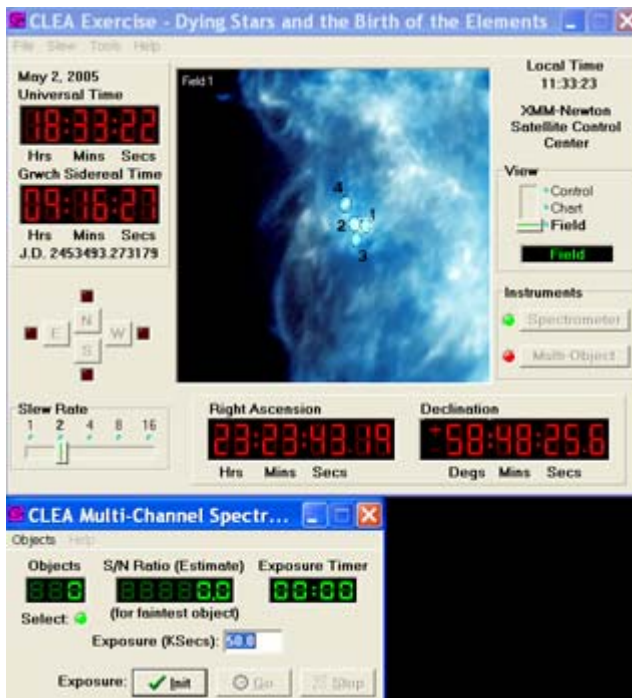 CLEA Exercise - Dying Stars and the Birth of the Elements
File Slew Tools Help
May 2, 2005
Universal Time
18:33:22
Hrs Mins Secs
Grwch Sidereal Time
09:16:27
Hrs Mins Secs
J.D. 2453493.273179
Field 1
4
2 1
3
Local Time
11:33:23
XMM-Newton
Satellite Control
Center
View
Control
Chart
Field
Field
Instruments
Spectrometer
Multi-Object
N
E W
S
Slew Rate
1 2 4 8 16
Right Ascension
23:23:43.19
Hrs Mins Secs
Declination
+58:48:25.6
Degs Mins Secs
CLEA Multi-Channel Spectr...
Objects Help
Objects S/N Ratio (Estimate) Exposure Timer
0 0.0 00:00
Select: (for faintest object)
Exposure (KSecs): 50.0
Exposure: Init Go Stop